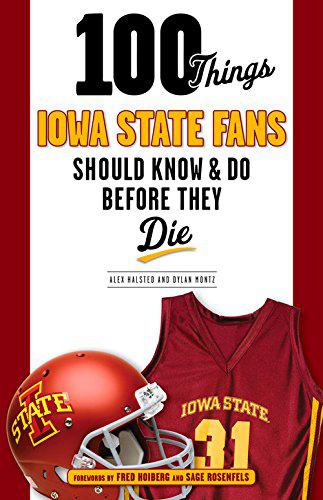 100 Things
IOWA STATE FANS
SHOULD KNOW & DO
BEFORE THEY
Die
ALEX HALSTED AND DYLAN MONTZ
I
STATE
IOWA STATE
31
FOREWORDS BY FRED HOIBERG AND SAGE ROSENFELS